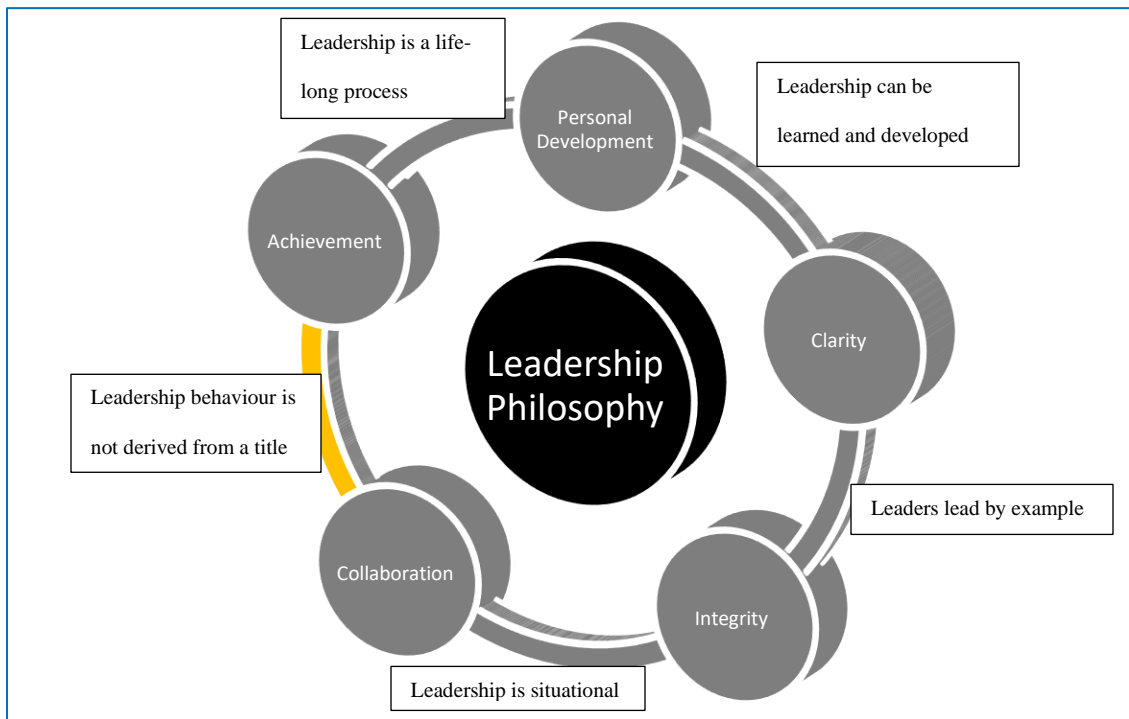 Leadership is a life-
long process
Personal
Development
Leadership can be
learned and developed
Achievement
Clarity
Leadership
Philosophy
Leadership behaviour is
not derived from a title
Leaders lead by example
Collaboration
Integrity
Leadership is situational